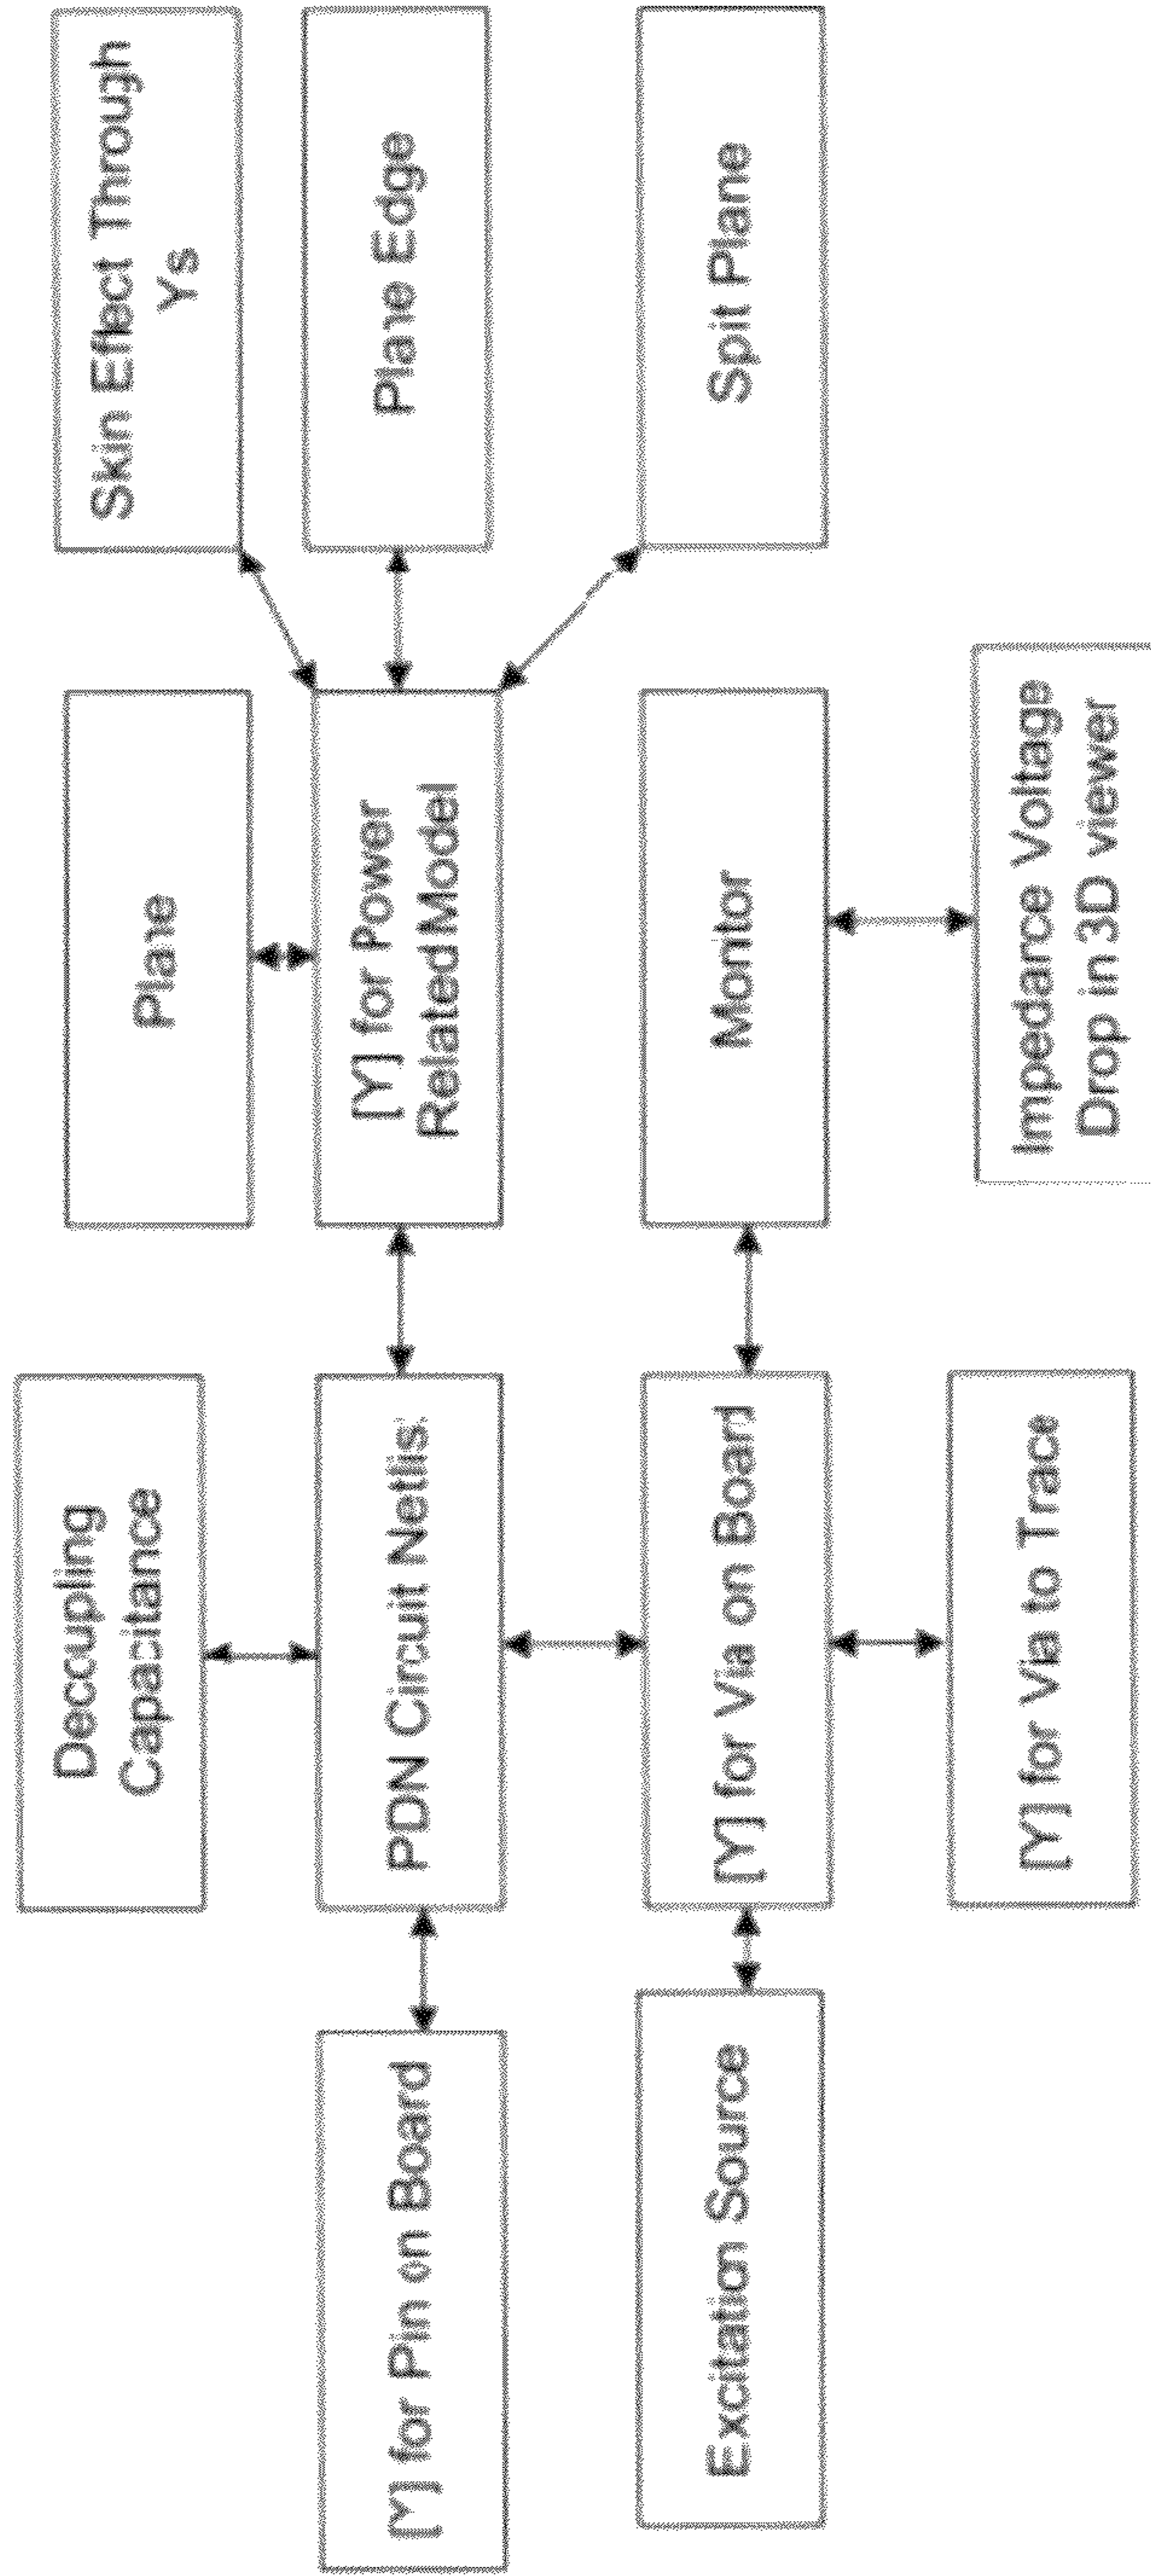 Decoupling
Capacitance
Plane
Skin Effect Through
Ys
[Y] for Pin on Board
PDN Circuit Netlist
[Y] for Power
Related Model
Plane Edge
Excitation Source
[Y] for Via on Board
Monitor
Spit Plane
[Y] for Via to Trace
Impedance Voltage
Drop in 3D viewer